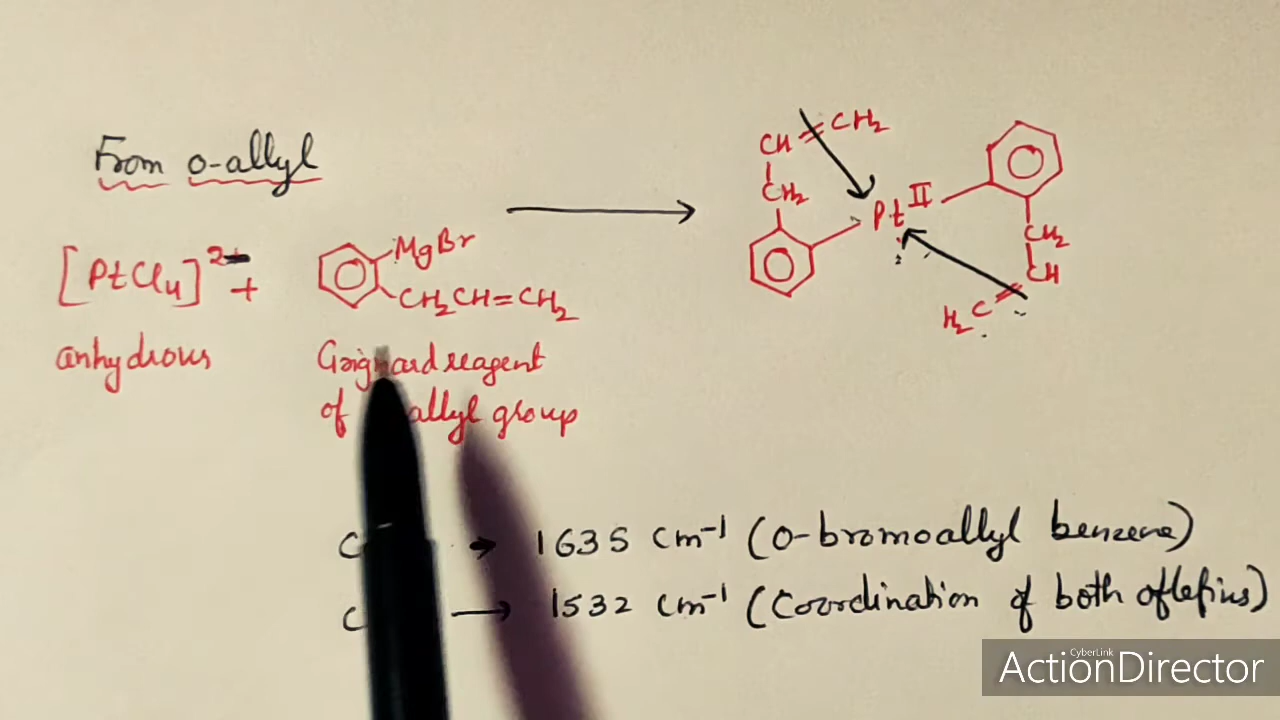 From o-allyl
[PtCl4]2- +
MgBr
CH2CH=CH2
anhydrous
Grignard reagent
of allyl group
CH=CH2
CH2
Pt II
CH2
CH
H2C
C → 1635 cm-1 (o-bromoallyl benzene)
C → 1532 cm-1 (Coordination of both oflefins)
CyberLink
ActionDirector